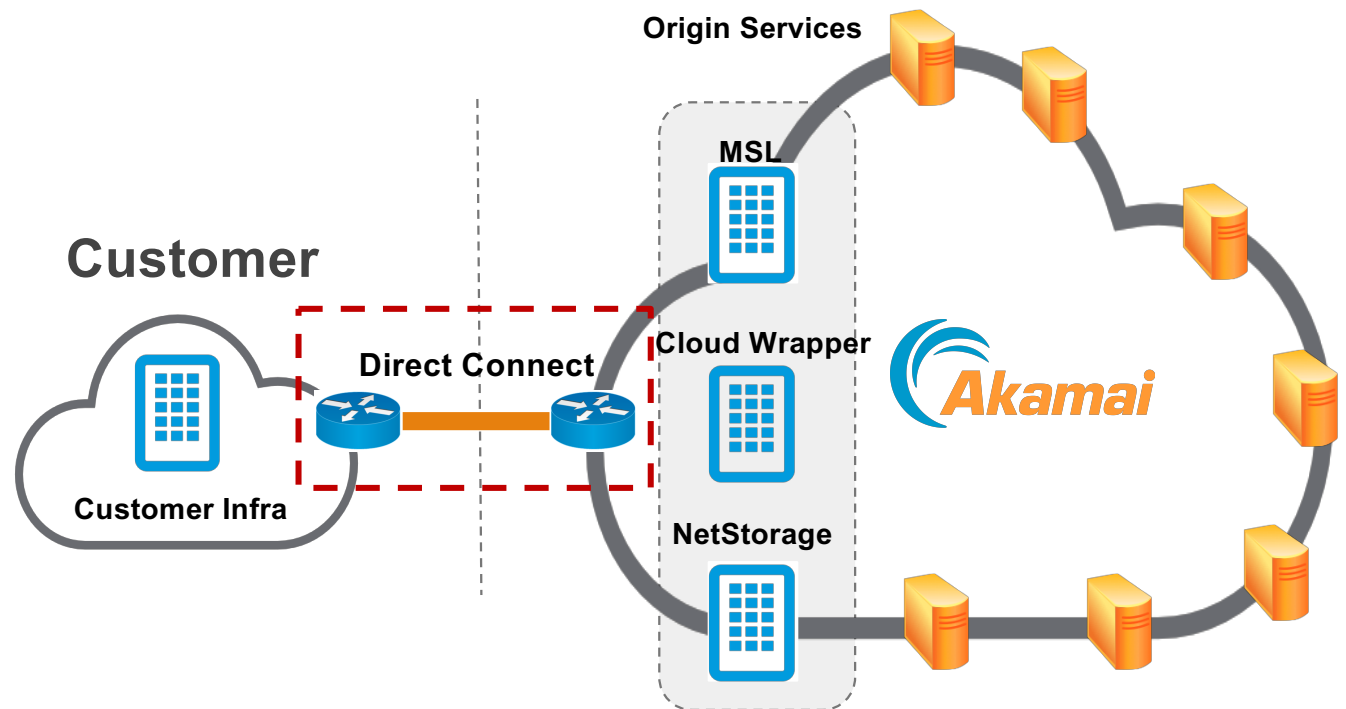 Origin Services
MSL
Customer
Direct Connect
Cloud Wrapper
Akamai
Customer Infra
NetStorage